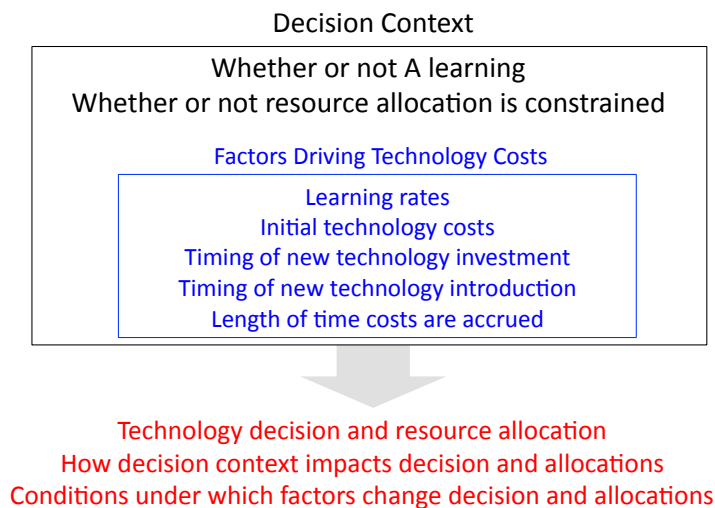 Decision Context
Whether or not A learning
Whether or not resource allocation is constrained
Factors Driving Technology Costs
Learning rates
Initial technology costs
Timing of new technology investment
Timing of new technology introduction
Length of time costs are accrued
Technology decision and resource allocation
How decision context impacts decision and allocations
Conditions under which factors change decision and allocations